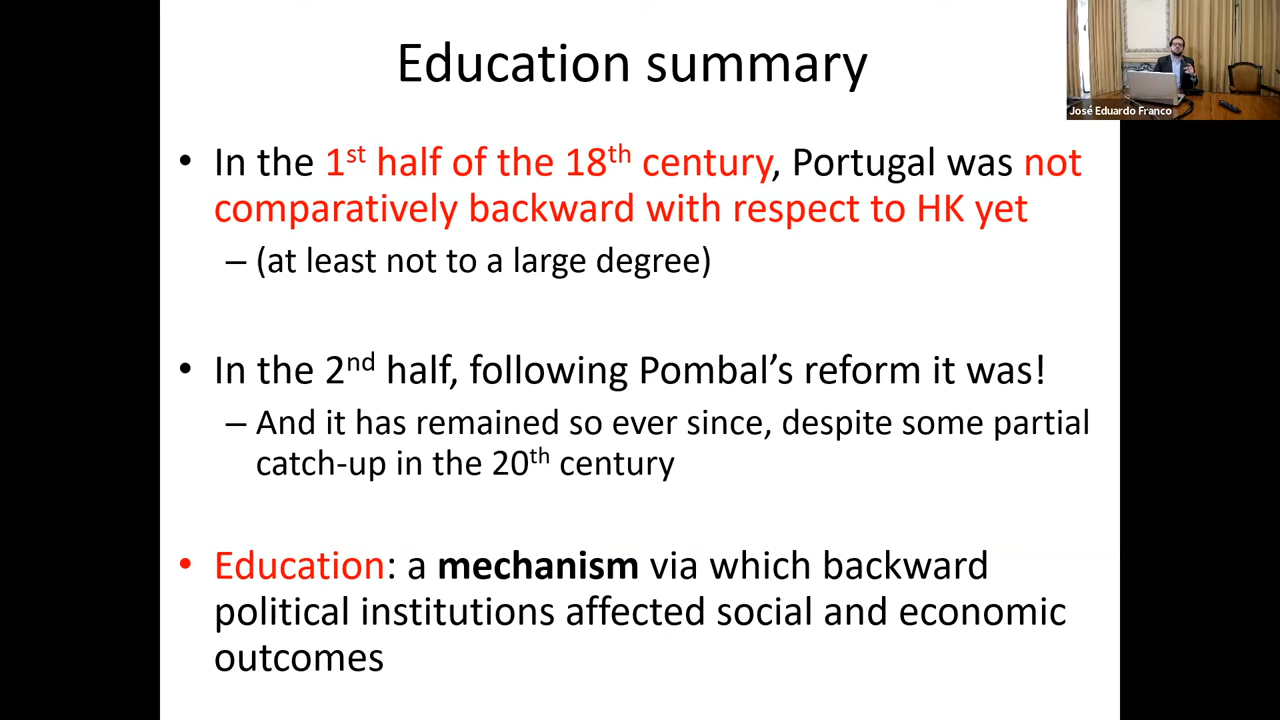 Education summary
José Eduardo Franco
• In the 1st half of the 18th century, Portugal was not
comparatively backward with respect to HK yet
– (at least not to a large degree)
• In the 2nd half, following Pombal’s reform it was!
– And it has remained so ever since, despite some partial
catch-up in the 20th century
• Education: a mechanism via which backward
political institutions affected social and economic
outcomes